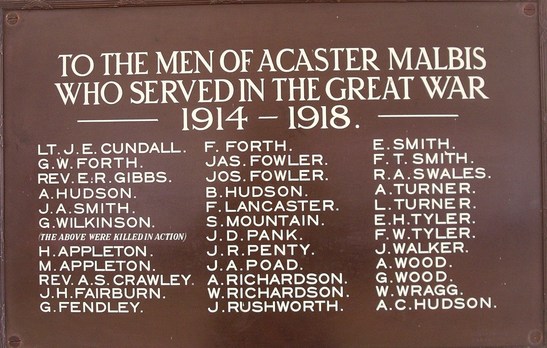 TO THE MEN OF ACASTER MALBIS
WHO SERVED IN THE GREAT WAR
1914 – 1918.
LT. J. E. CUNDALL.
G. W. FORTH.
REV. E. R. GIBBS.
A. HUDSON.
J. A. SMITH.
G. WILKINSON.
(THE ABOVE WERE KILLED IN ACTION)
H. APPLETON.
M. APPLETON.
REV. A. S. CRAWLEY.
J. H. FAIRBURN.
G. FENDLEY.
F. FORTH.
JAS. FOWLER.
JOS. FOWLER.
B. HUDSON.
F. LANCASTER.
S. MOUNTAIN.
J. D. PANK.
J. R. PENTY.
J. A. POAD.
A. RICHARDSON.
W. RICHARDSON.
J. RUSHWORTH.
E. SMITH.
F. T. SMITH.
R. A. SWALES.
A. TURNER.
L. TURNER.
E. H. TYLER.
F. W. TYLER.
J. WALKER.
A. WOOD.
G. WOOD.
W. WRAGG.
A. C. HUDSON.